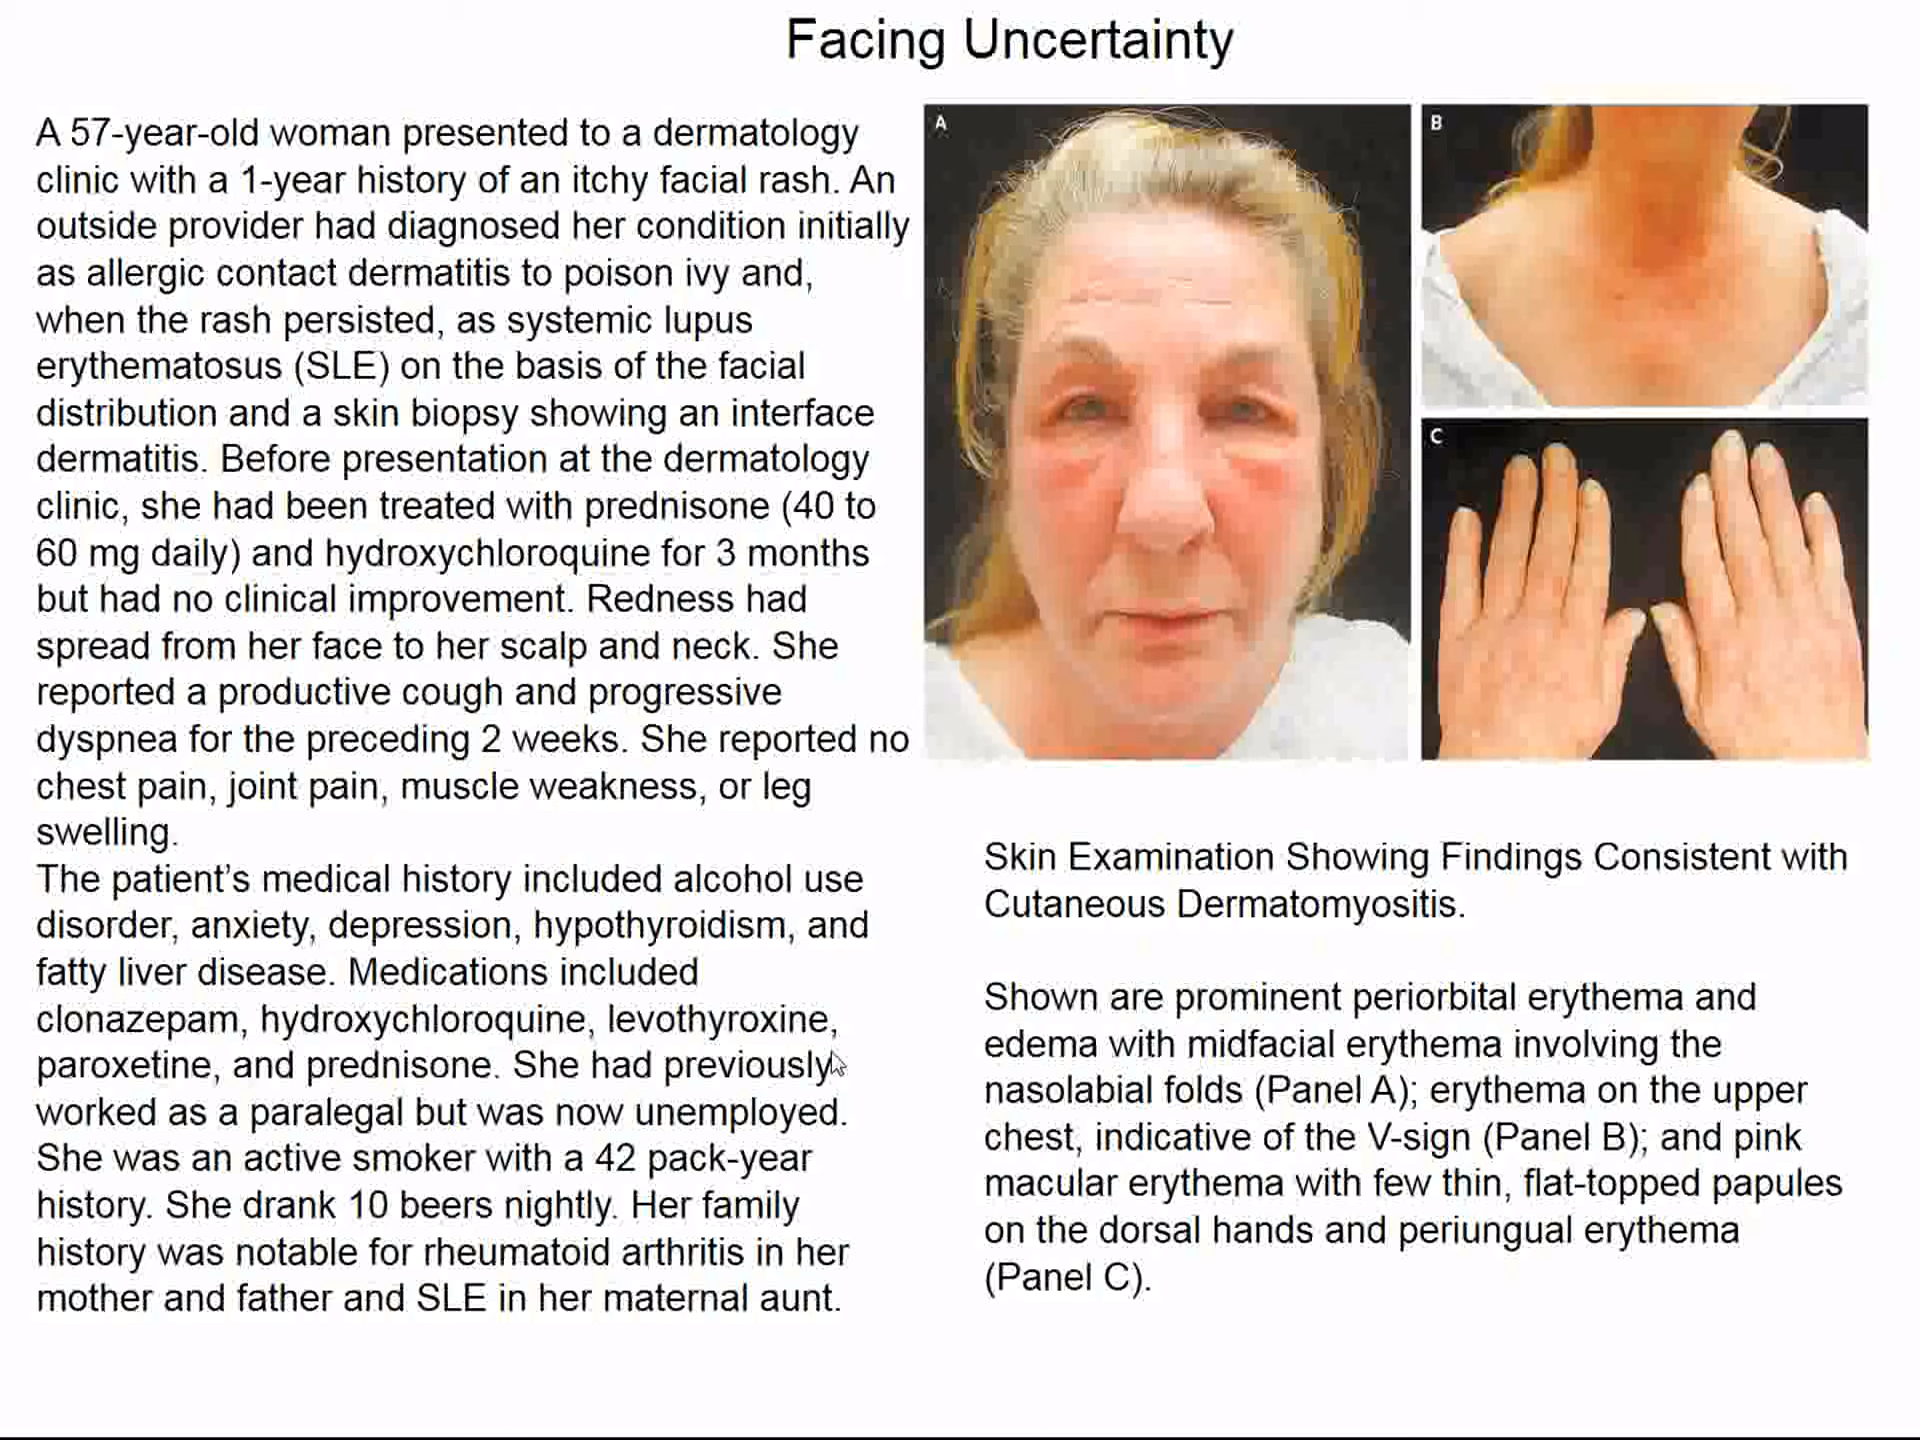 Facing Uncertainty
A 57-year-old woman presented to a dermatology
clinic with a 1-year history of an itchy facial rash. An
outside provider had diagnosed her condition initially
as allergic contact dermatitis to poison ivy and,
when the rash persisted, as systemic lupus
erythematosus (SLE) on the basis of the facial
distribution and a skin biopsy showing an interface
dermatitis. Before presentation at the dermatology
clinic, she had been treated with prednisone (40 to
60 mg daily) and hydroxychloroquine for 3 months
but had no clinical improvement. Redness had
spread from her face to her scalp and neck. She
reported a productive cough and progressive
dyspnea for the preceding 2 weeks. She reported no
chest pain, joint pain, muscle weakness, or leg
swelling.
The patient’s medical history included alcohol use
disorder, anxiety, depression, hypothyroidism, and
fatty liver disease. Medications included
clonazepam, hydroxychloroquine, levothyroxine,
paroxetine, and prednisone. She had previously
worked as a paralegal but was now unemployed.
She was an active smoker with a 42 pack-year
history. She drank 10 beers nightly. Her family
history was notable for rheumatoid arthritis in her
mother and father and SLE in her maternal aunt.
A
B
C
Skin Examination Showing Findings Consistent with
Cutaneous Dermatomyositis.
Shown are prominent periorbital erythema and
edema with midfacial erythema involving the
nasolabial folds (Panel A); erythema on the upper
chest, indicative of the V-sign (Panel B); and pink
macular erythema with few thin, flat-topped papules
on the dorsal hands and periungual erythema
(Panel C).